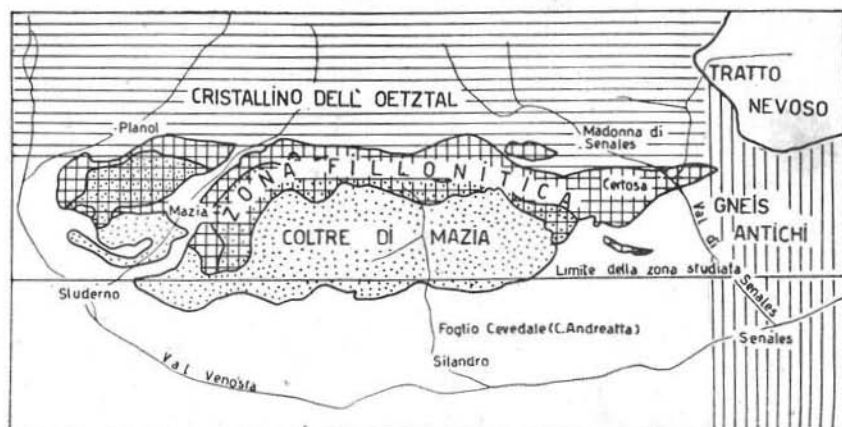 TRATTO
NEVOSO
CRISTALLINO DELL' OETZTAL
Planol
Madonna di
Senales
ZONA FILLONITICA
Certosa
Mazia
GNEIS
ANTICHI
COLTRE DI MAZIA
Val di Senales
Limite della zona studiata
Sluderno
Foglio Cevedale (C. Andreatta)
Senales
Silandro
Val Venosta